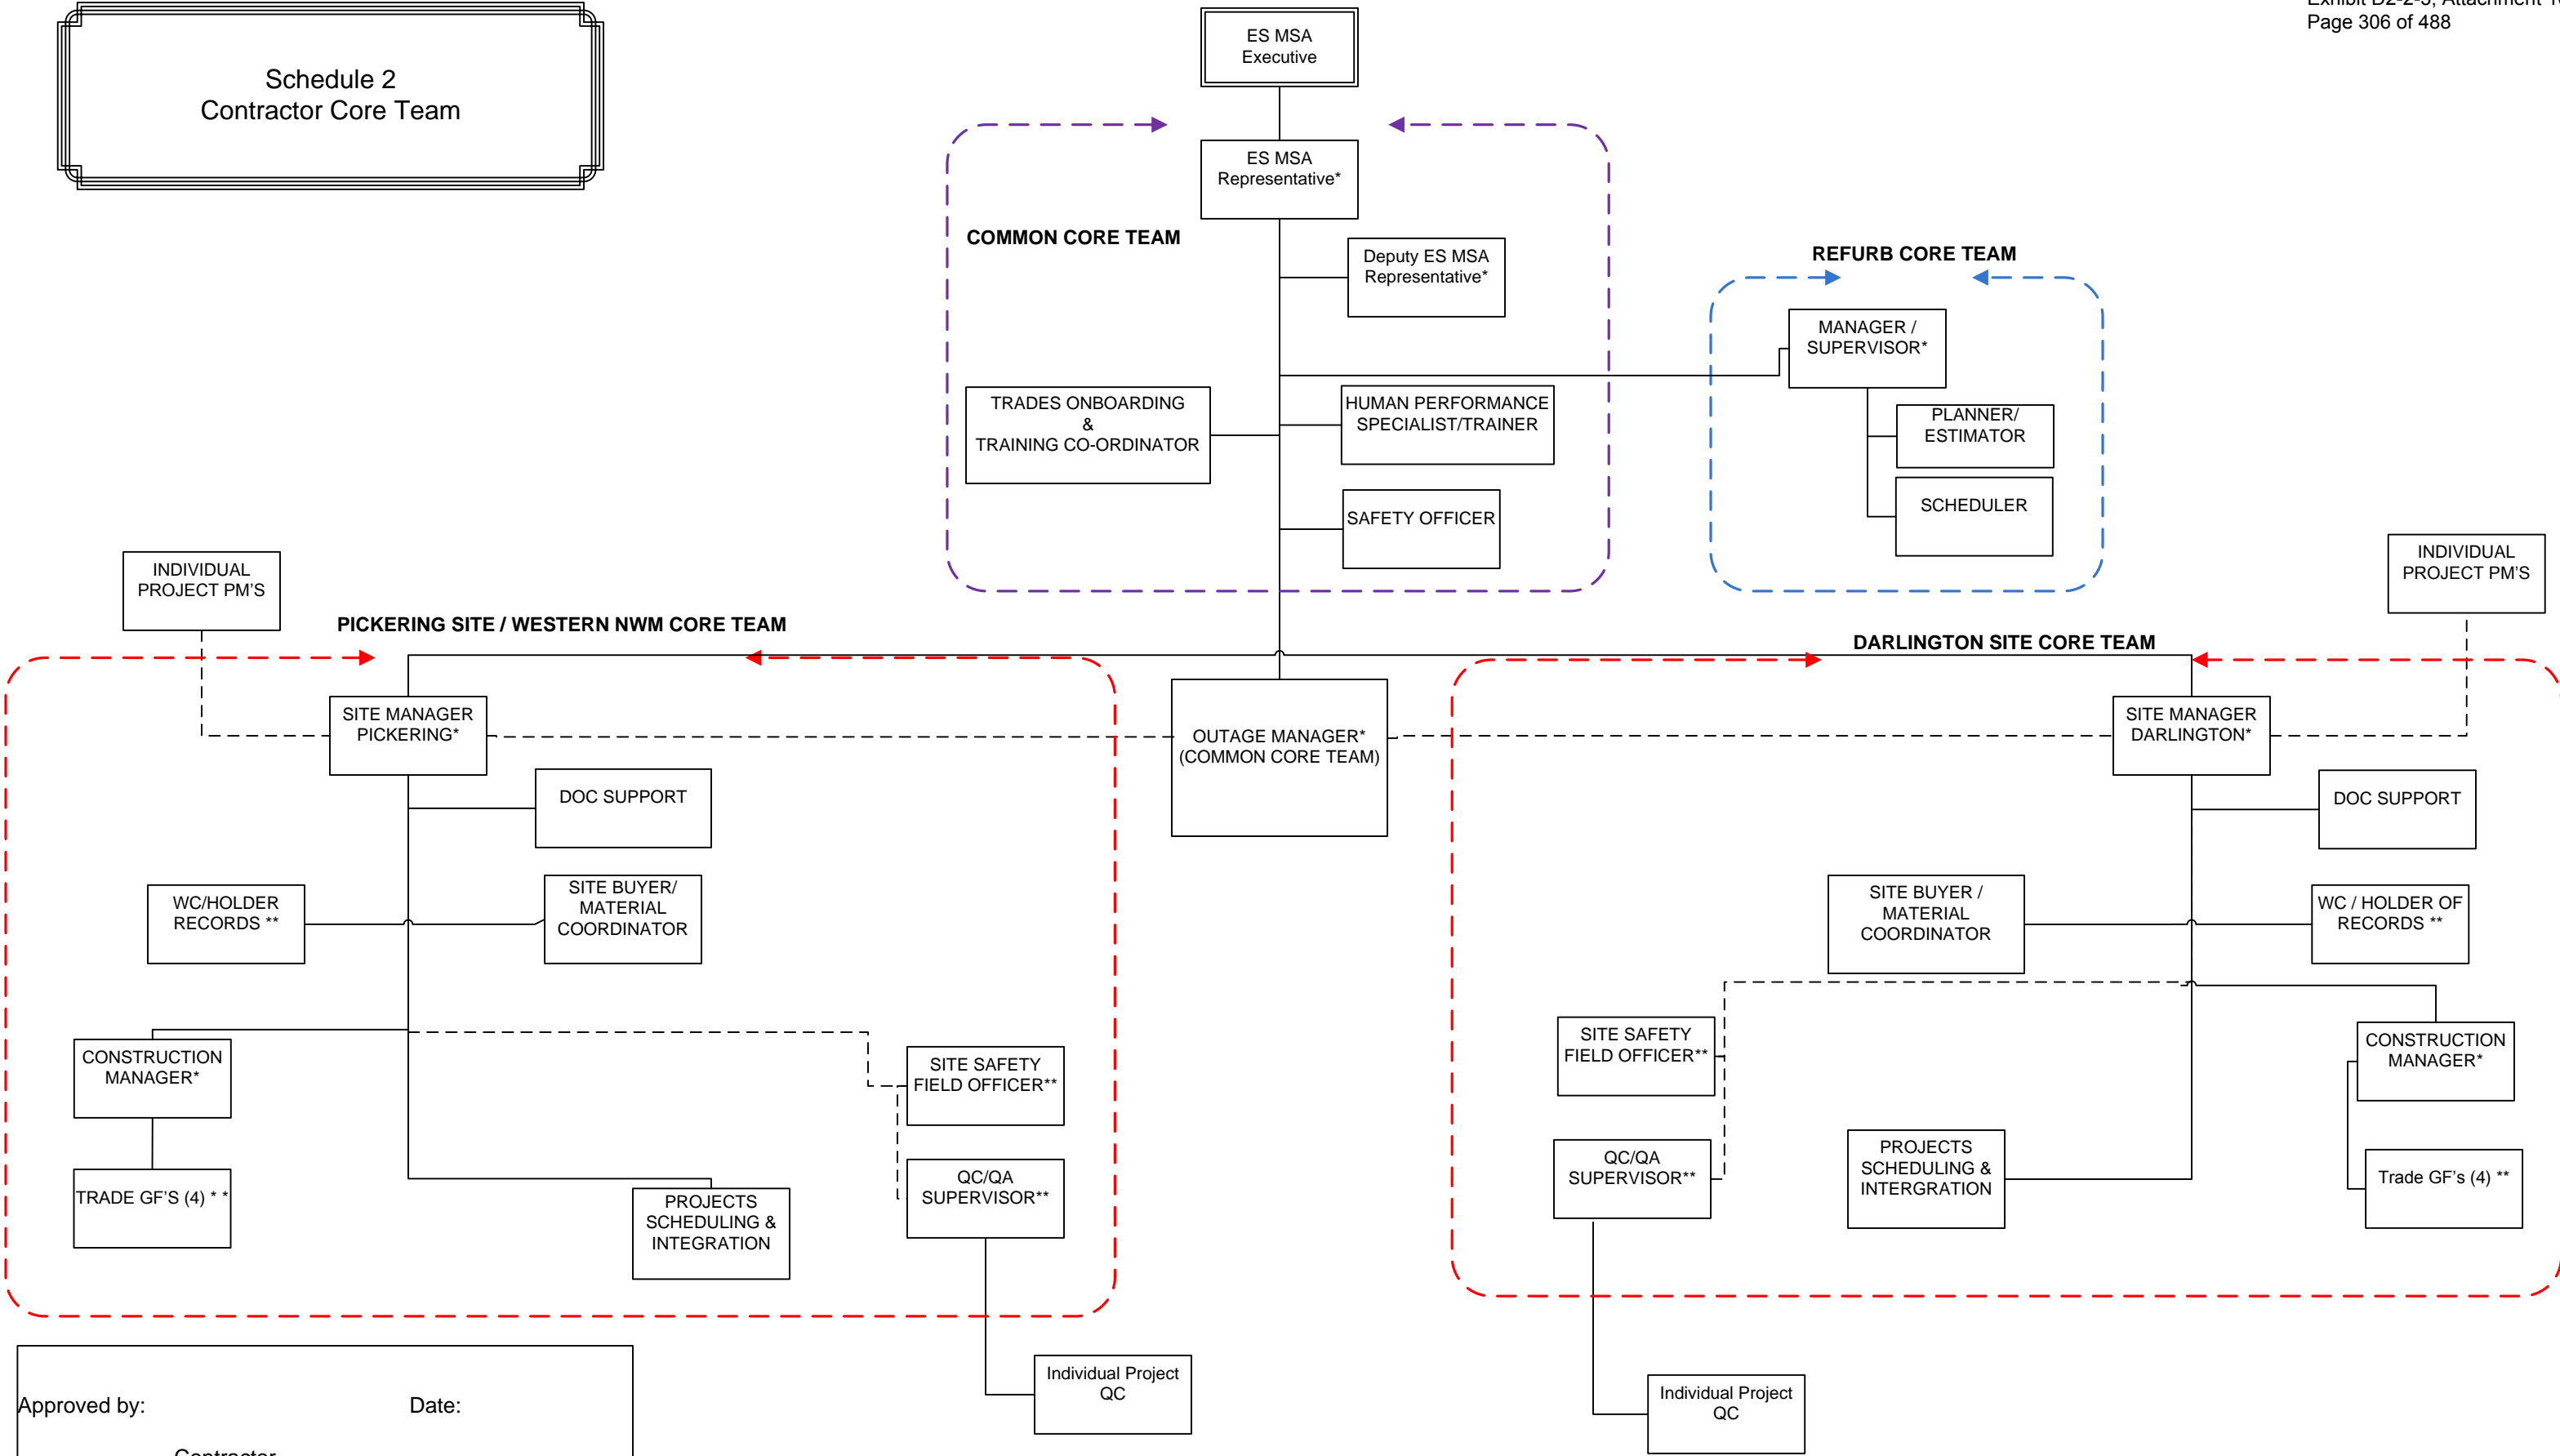 Exhibit D2-2-3, Attachment
Page 306 of 488
Schedule 2
Contractor Core Team
ES MSA
Executive
ES MSA
Representative*
COMMON CORE TEAM
Deputy ES MSA
Representative*
REFURB CORE TEAM
MANAGER /
SUPERVISOR*
TRADES ONBOARDING
&
TRAINING CO-ORDINATOR
HUMAN PERFORMANCE
SPECIALIST/TRAINER
PLANNER/
ESTIMATOR
SCHEDULER
SAFETY OFFICER
INDIVIDUAL
PROJECT PM'S
INDIVIDUAL
PROJECT PM'S
PICKERING SITE / WESTERN NWM CORE TEAM
DARLINGTON SITE CORE TEAM
SITE MANAGER
PICKERING*
OUTAGE MANAGER*
(COMMON CORE TEAM)
SITE MANAGER
DARLINGTON*
DOC SUPPORT
DOC SUPPORT
WC/HOLDER
RECORDS **
SITE BUYER/
MATERIAL
COORDINATOR
SITE BUYER /
MATERIAL
COORDINATOR
WC / HOLDER OF
RECORDS **
CONSTRUCTION
MANAGER*
SITE SAFETY
FIELD OFFICER**
SITE SAFETY
FIELD OFFICER**
CONSTRUCTION
MANAGER*
TRADE GF'S (4) * *
PROJECTS
SCHEDULING &
INTEGRATION
QC/QA
SUPERVISOR**
QC/QA
SUPERVISOR**
PROJECTS
SCHEDULING &
INTERGRATION
Trade GF's (4) **
Individual Project
QC
Individual Project
QC
Approved by:
Date:
Contractor